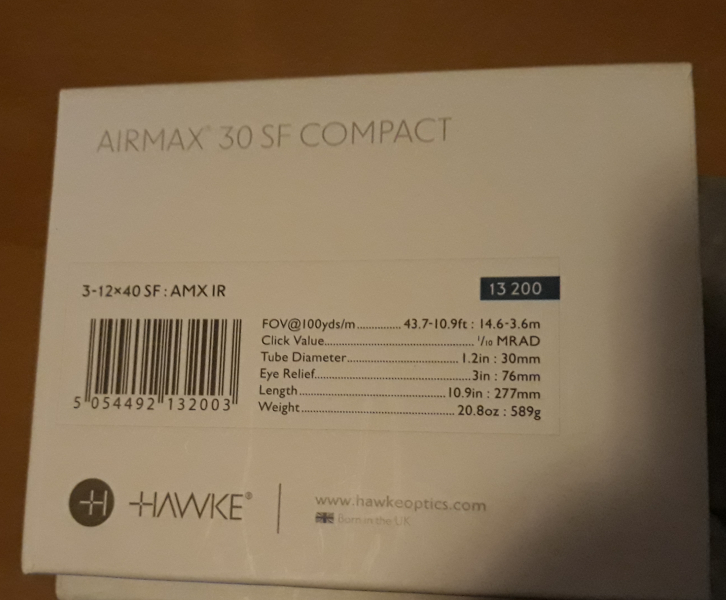 AIRMAX® 30 SF COMPACT
3-12×40 SF : AMX IR
13 200
FOV@100yds/m.............. 43.7-10.9ft : 14.6-3.6m
Click Value.......................................... 1/10 MRAD
Tube Diameter............................... 1.2in : 30mm
Eye Relief........................................... 3in : 76mm
Length........................................... 10.9in : 277mm
Weight.......................................... 20.8oz : 589g
5 054492 132003
HAWKE®
www.hawkeoptics.com
Born in the UK